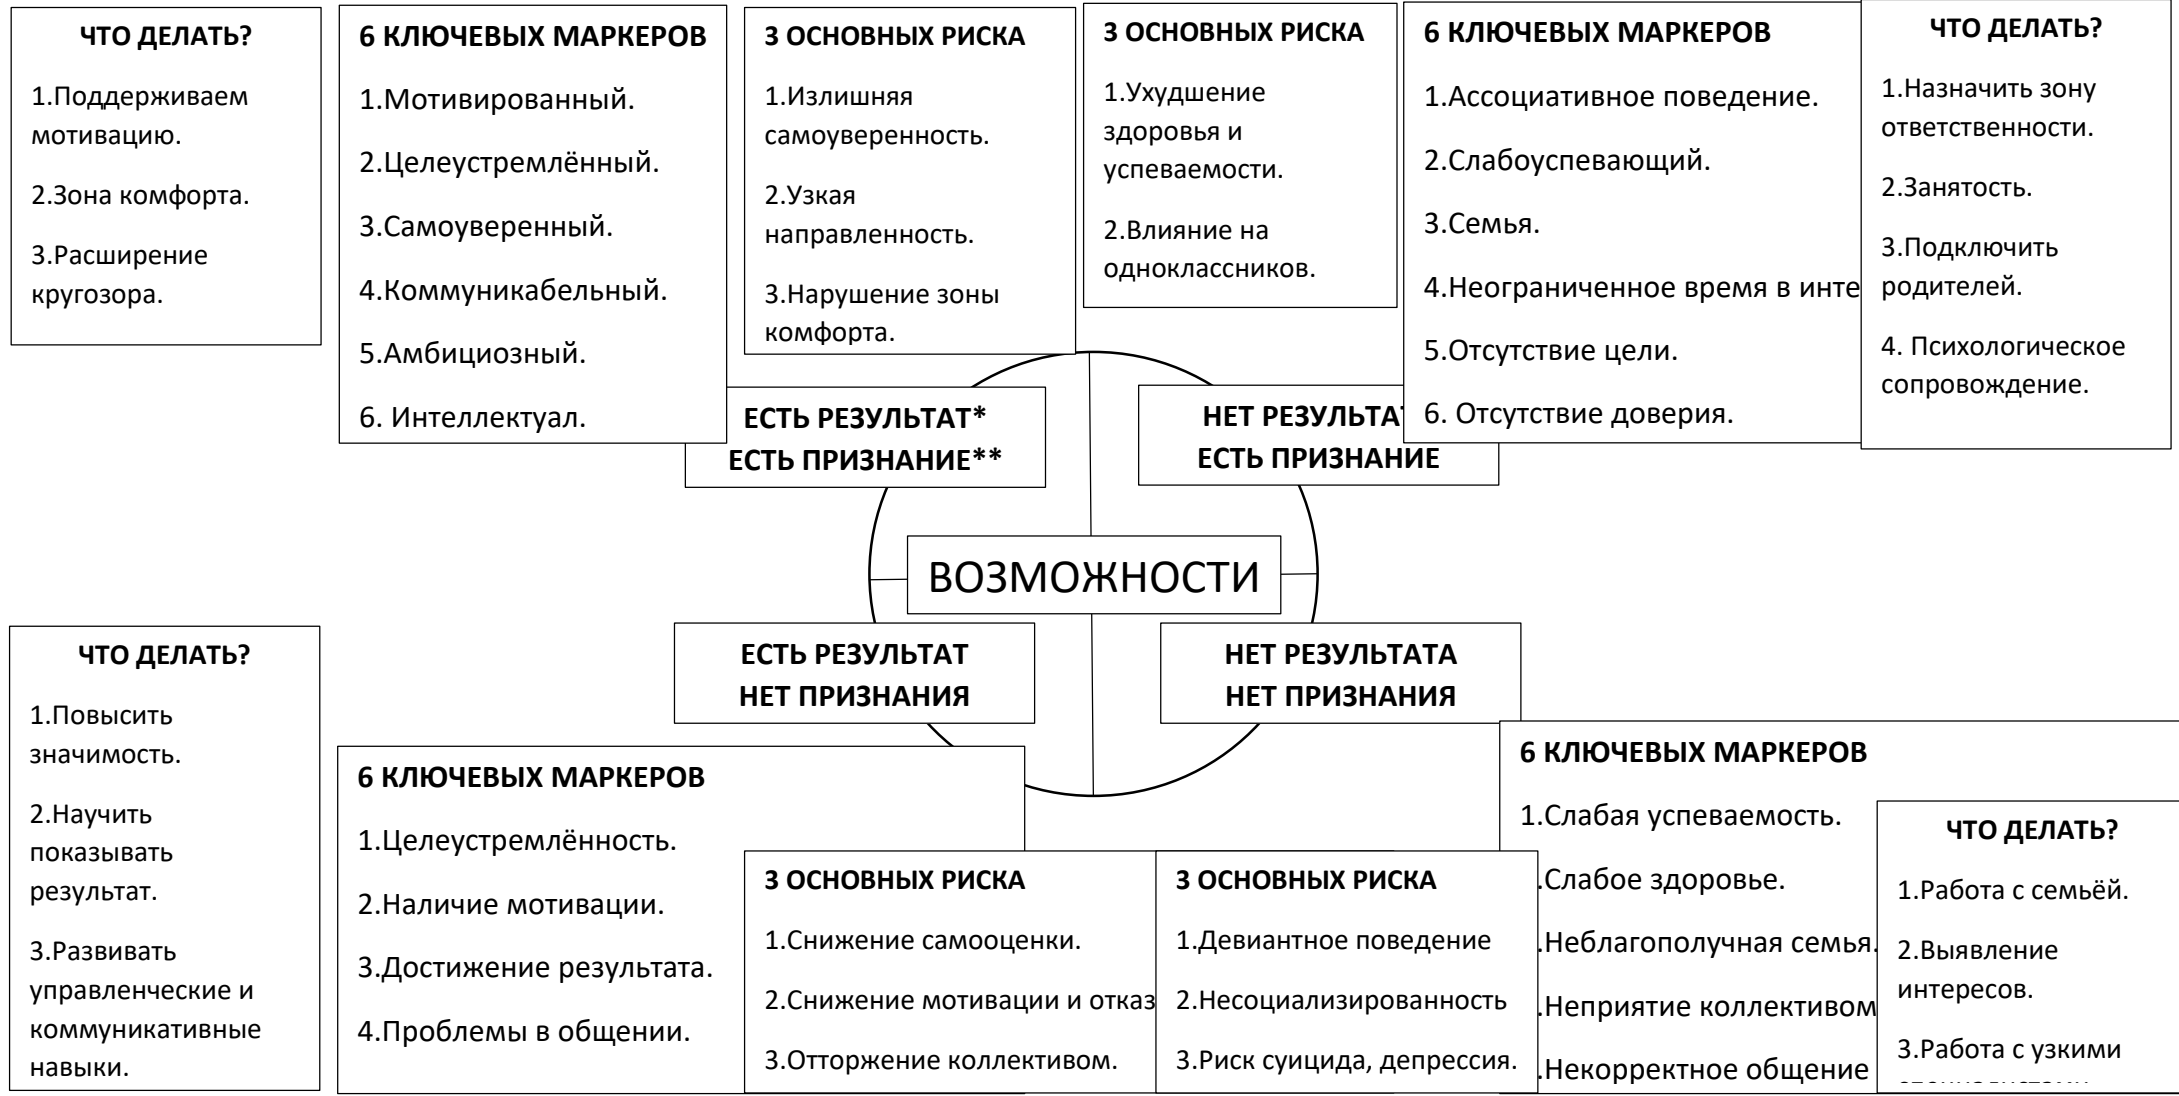 ЧТО ДЕЛАТЬ?
1.Поддерживаем
мотивацию.
2.Зона комфорта.
3.Расширение
кругозора.
6 КЛЮЧЕВЫХ МАРКЕРОВ
1.Мотивированный.
2.Целеустремлённый.
3.Самоуверенный.
4.Коммуникабельный.
5.Амбициозный.
6. Интеллектуал.
3 ОСНОВНЫХ РИСКА
1.Излишняя
самоуверенность.
2.Узкая
направленность.
3.Нарушение зоны
комфорта.
3 ОСНОВНЫХ РИСКА
1.Ухудшение
здоровья и
успеваемости.
2.Влияние на
одноклассников.
6 КЛЮЧЕВЫХ МАРКЕРОВ
1.Ассоциативное поведение.
2.Слабоуспевающий.
3.Семья.
4.Неограниченное время в инте
5.Отсутствие цели.
6. Отсутствие доверия.
ЧТО ДЕЛАТЬ?
1.Назначить зону
ответственности.
2.Занятость.
3.Подключить
родителей.
4. Психологическое
сопровождение.
ЕСТЬ РЕЗУЛЬТАТ*
ЕСТЬ ПРИЗНАНИЕ**
НЕТ РЕЗУЛЬТА
ЕСТЬ ПРИЗНАНИЕ
ВОЗМОЖНОСТИ
ЕСТЬ РЕЗУЛЬТАТ
НЕТ ПРИЗНАНИЯ
НЕТ РЕЗУЛЬТАТА
НЕТ ПРИЗНАНИЯ
ЧТО ДЕЛАТЬ?
1.Повысить
значимость.
2.Научить
показывать
результат.
3.Развивать
управленческие и
коммуникативные
навыки.
6 КЛЮЧЕВЫХ МАРКЕРОВ
1.Целеустремлённость.
2.Наличие мотивации.
3.Достижение результата.
4.Проблемы в общении.
3 ОСНОВНЫХ РИСКА
1.Снижение самооценки.
2.Снижение мотивации и отказ
3.Отторжение коллективом.
3 ОСНОВНЫХ РИСКА
1.Девиантное поведение
2.Несоциализированность
3.Риск суицида, депрессия.
6 КЛЮЧЕВЫХ МАРКЕРОВ
1.Слабая успеваемость.
.Слабое здоровье.
.Неблагополучная семья.
.Неприятие коллективом
.Некорректное общение
ЧТО ДЕЛАТЬ?
1.Работа с семьёй.
2.Выявление
интересов.
3.Работа с узкими